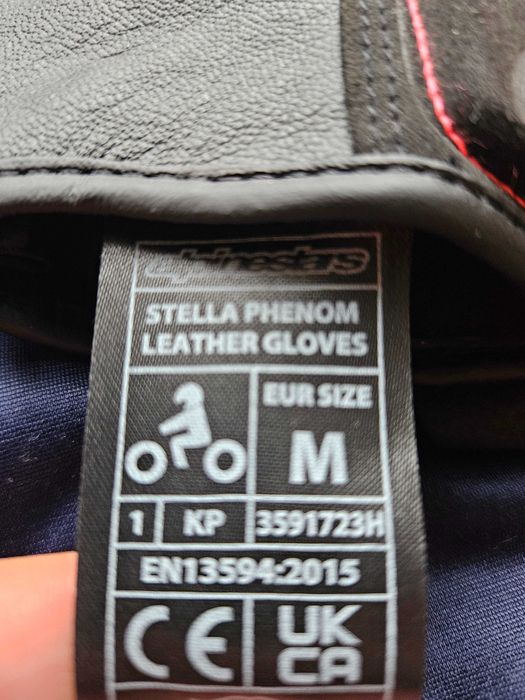 alpinestars
STELLA PHENOM
LEATHER GLOVES
EUR SIZE
M
1 KP 3591723H
EN13594:2015
CE UK
CA